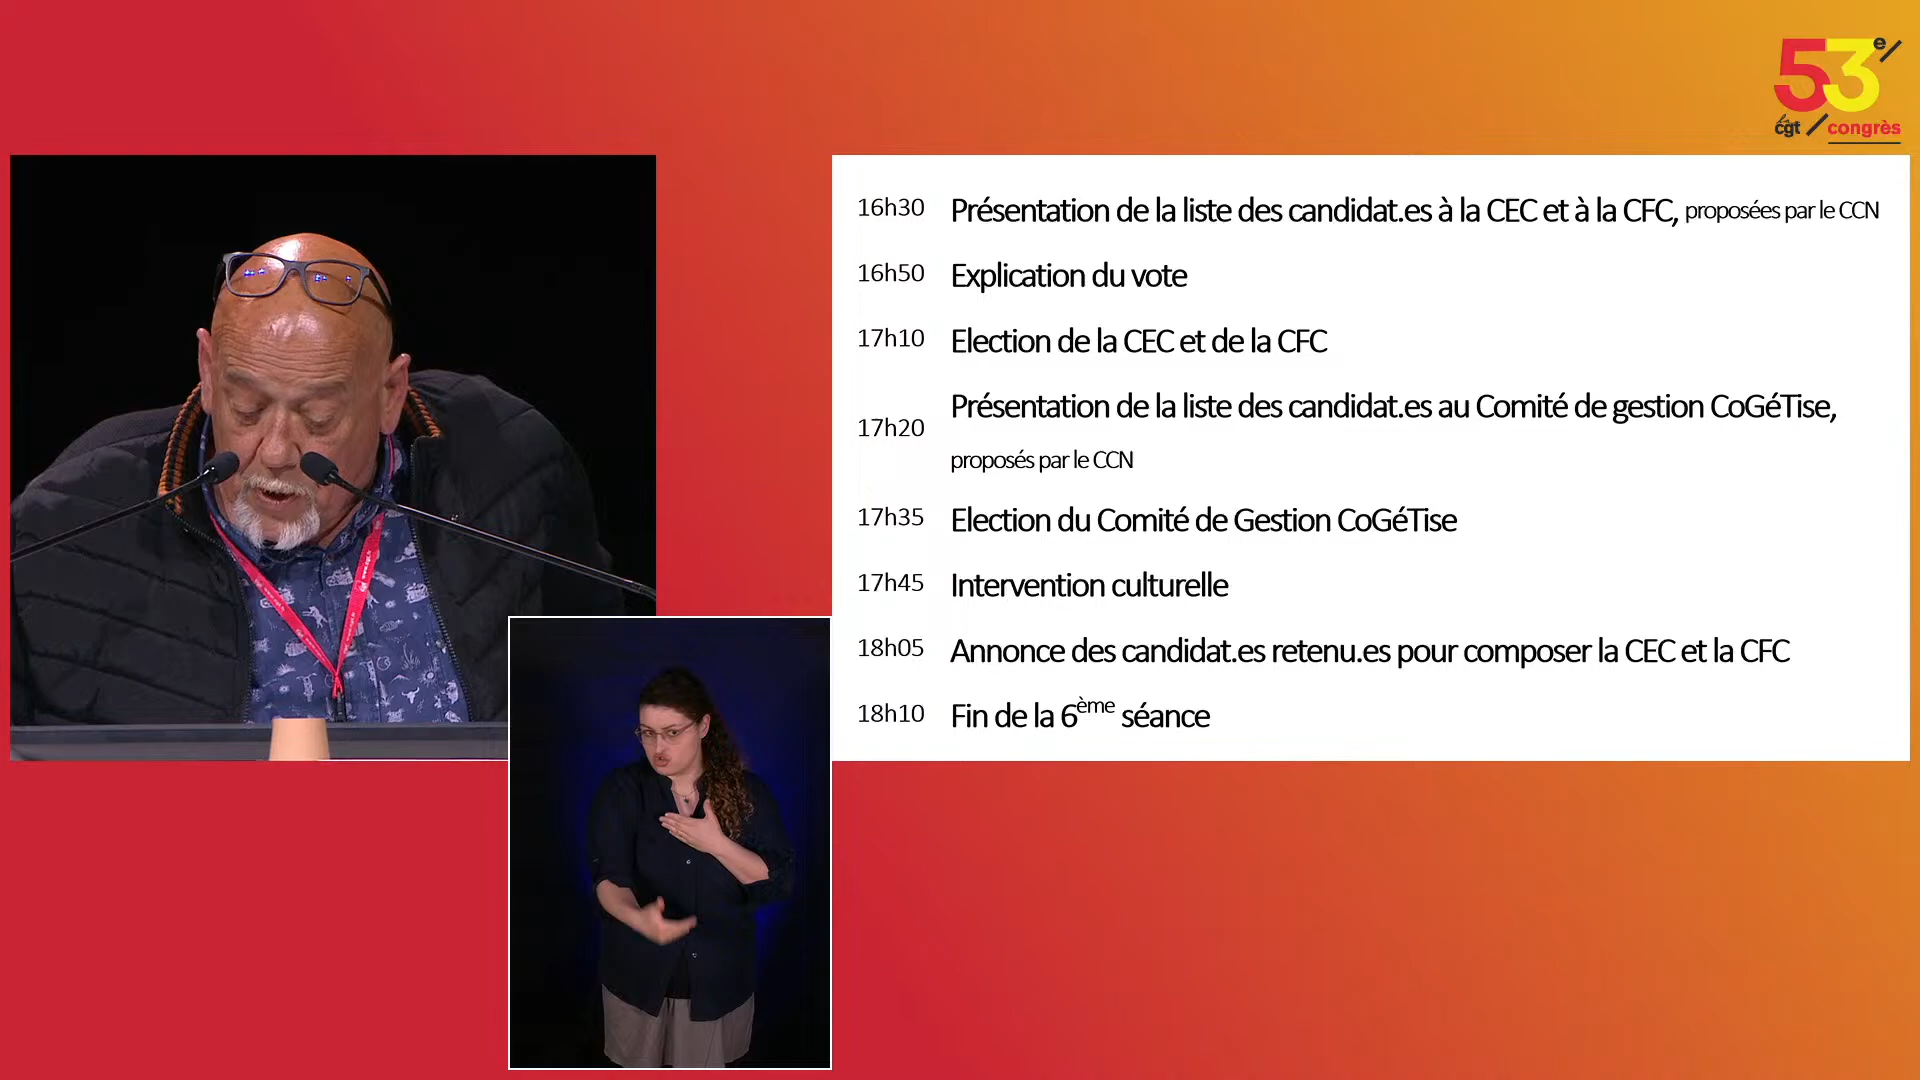 53e/
la cgt / congrès
16h30 Présentation de la liste des candidat.es à la CEC et à la CFC, proposées par le CCN
16h50 Explication du vote
17h10 Election de la CEC et de la CFC
17h20 Présentation de la liste des candidat.es au Comité de gestion CoGéTise,
proposés par le CCN
17h35 Election du Comité de Gestion CoGéTise
17h45 Intervention culturelle
18h05 Annonce des candidat.es retenu.es pour composer la CEC et la CFC
18h10 Fin de la 6ème séance